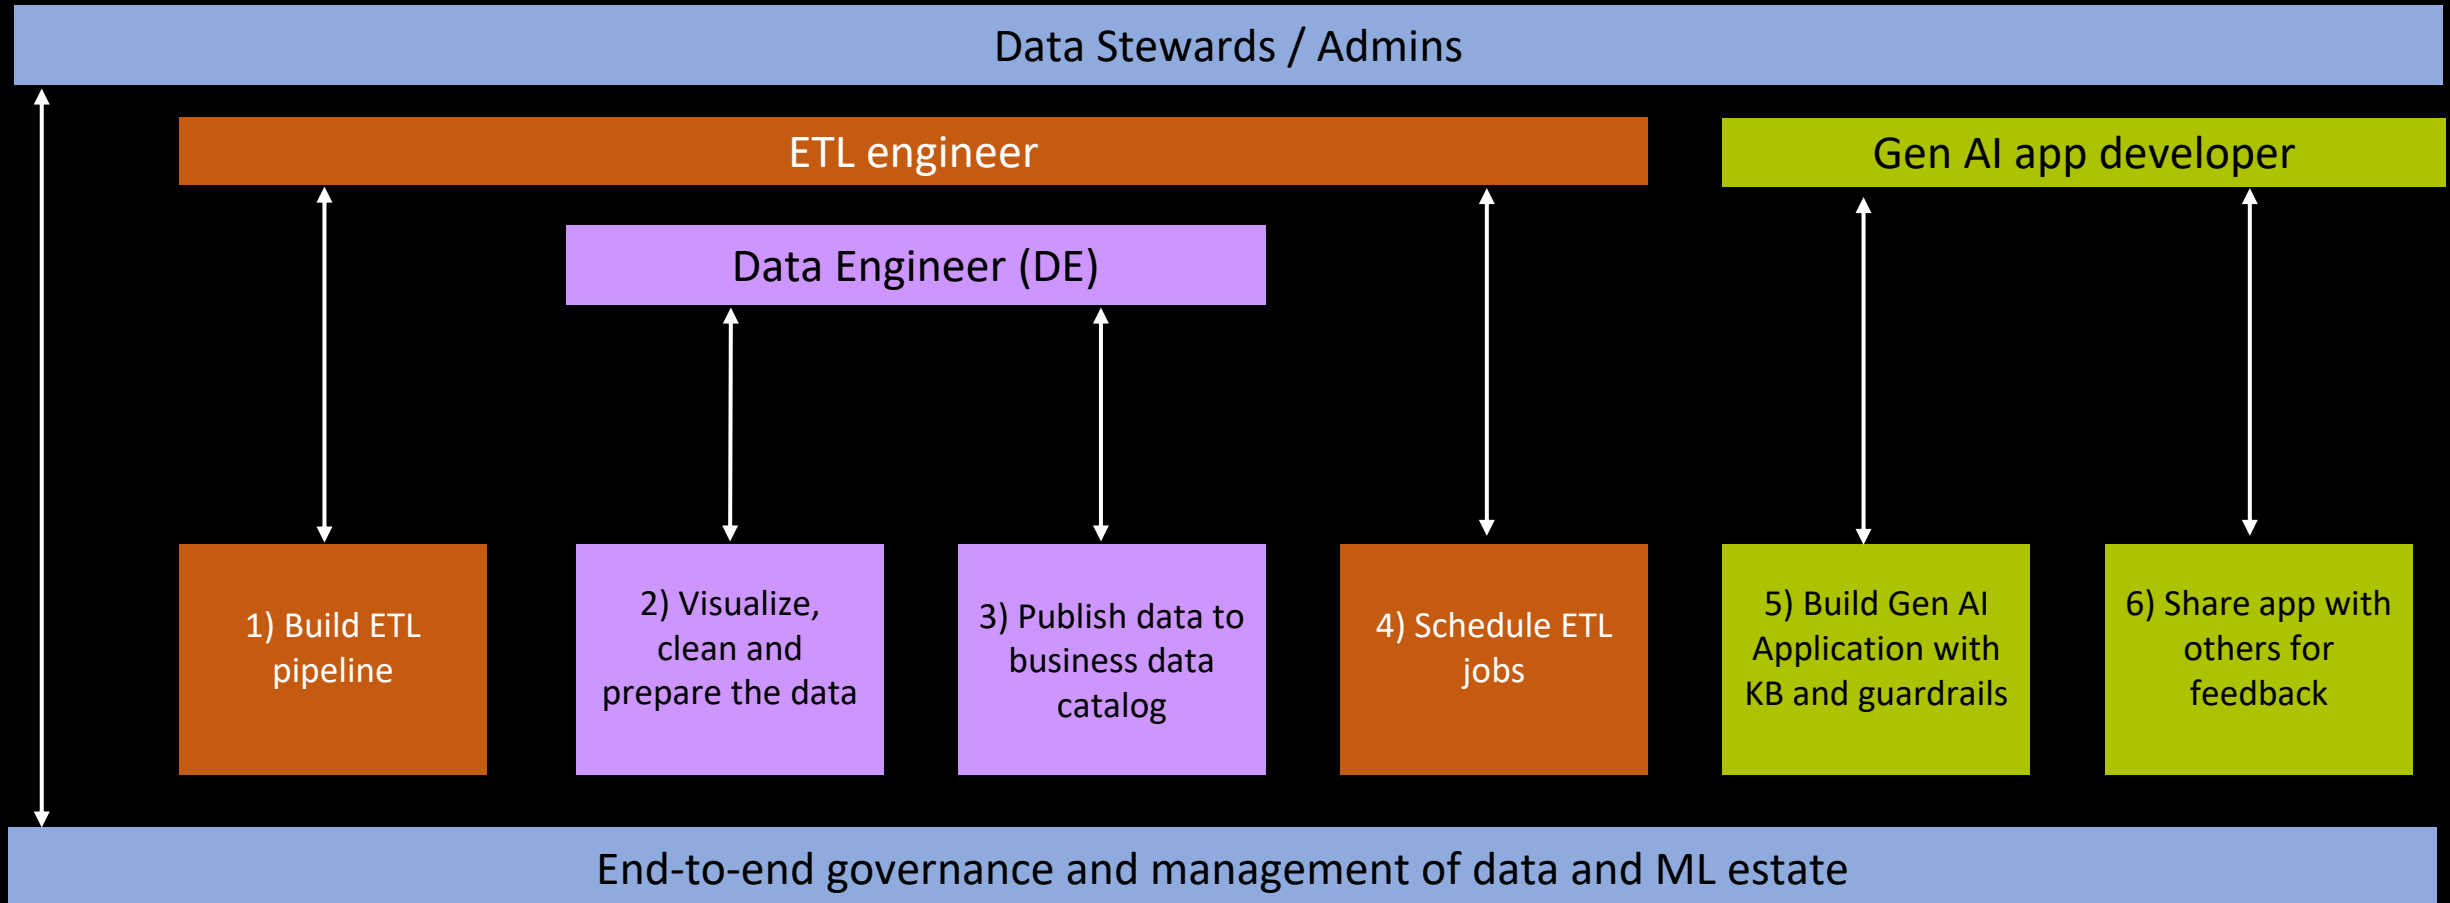 Data Stewards / Admins
ETL engineer
Gen AI app developer
Data Engineer (DE)
1) Build ETL
pipeline
2) Visualize,
clean and
prepare the data
3) Publish data to
business data
catalog
4) Schedule ETL
jobs
5) Build Gen AI
Application with
KB and guardrails
6) Share app with
others for
feedback
End-to-end governance and management of data and ML estate